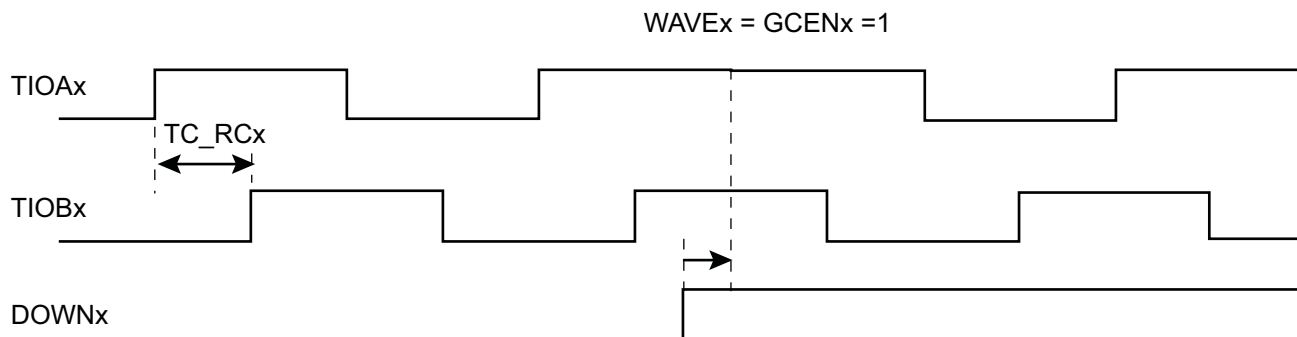 WAVEx = GCENx =1
TIOAx
TC_RCx
TIOBx
DOWNx